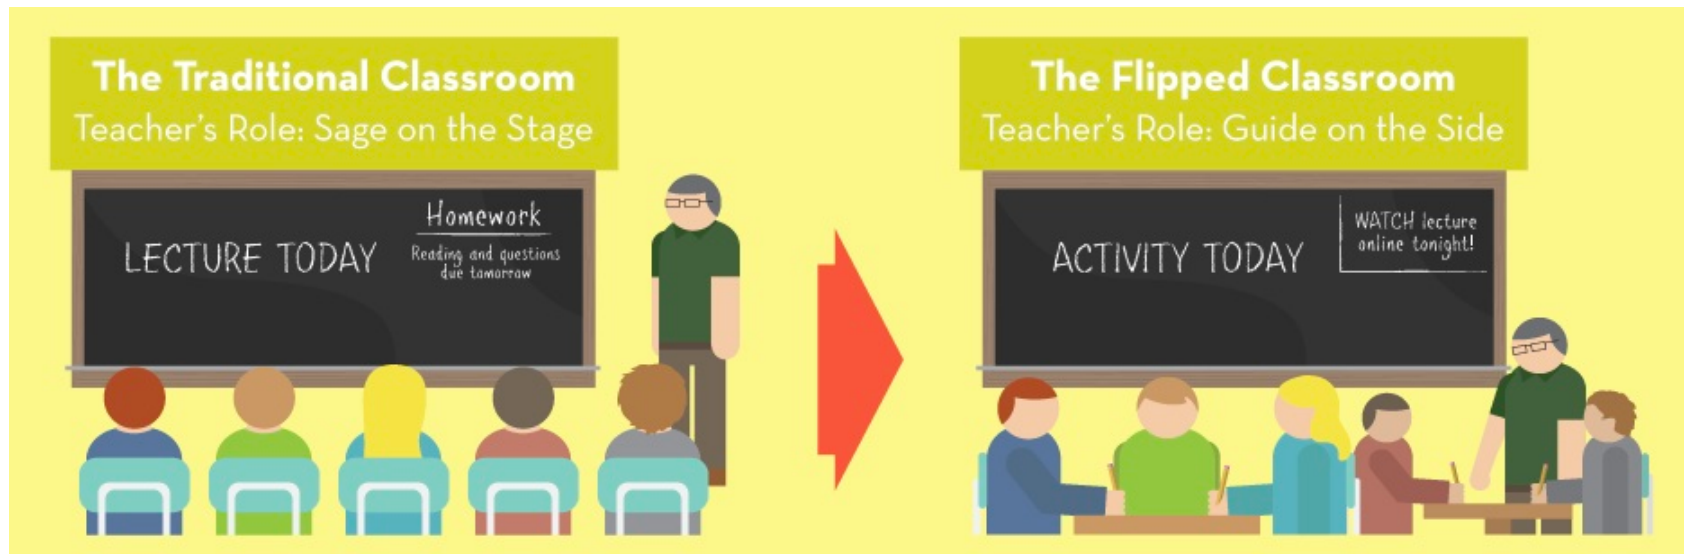 The Traditional Classroom
Teacher's Role: Sage on the Stage
LECTURE TODAY
Homework
Reading and questions
due tomorrow
The Flipped Classroom
Teacher's Role: Guide on the Side
ACTIVITY TODAY
WATCH lecture
online tonight!